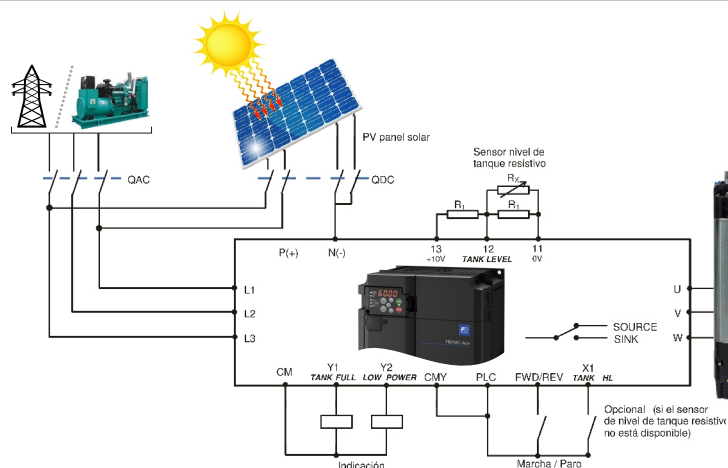 PV panel solar
QAC
QDC
Sensor nivel de
tanque resistivo
RX
R1
R1
P(+)
N(-)
13
+10V
12
TANK LEVEL
11
0V
L1
L2
L3
60.00
U
V
W
SOURCE
SINK
CM
Y1
TANK FULL
Y2
LOW POWER
CMY
PLC
FWD/REV
X1
TANK HL
Opcional (si el sensor
de nivel de tanque resistivo
no está disponible)
Indicación
Marcha / Paro